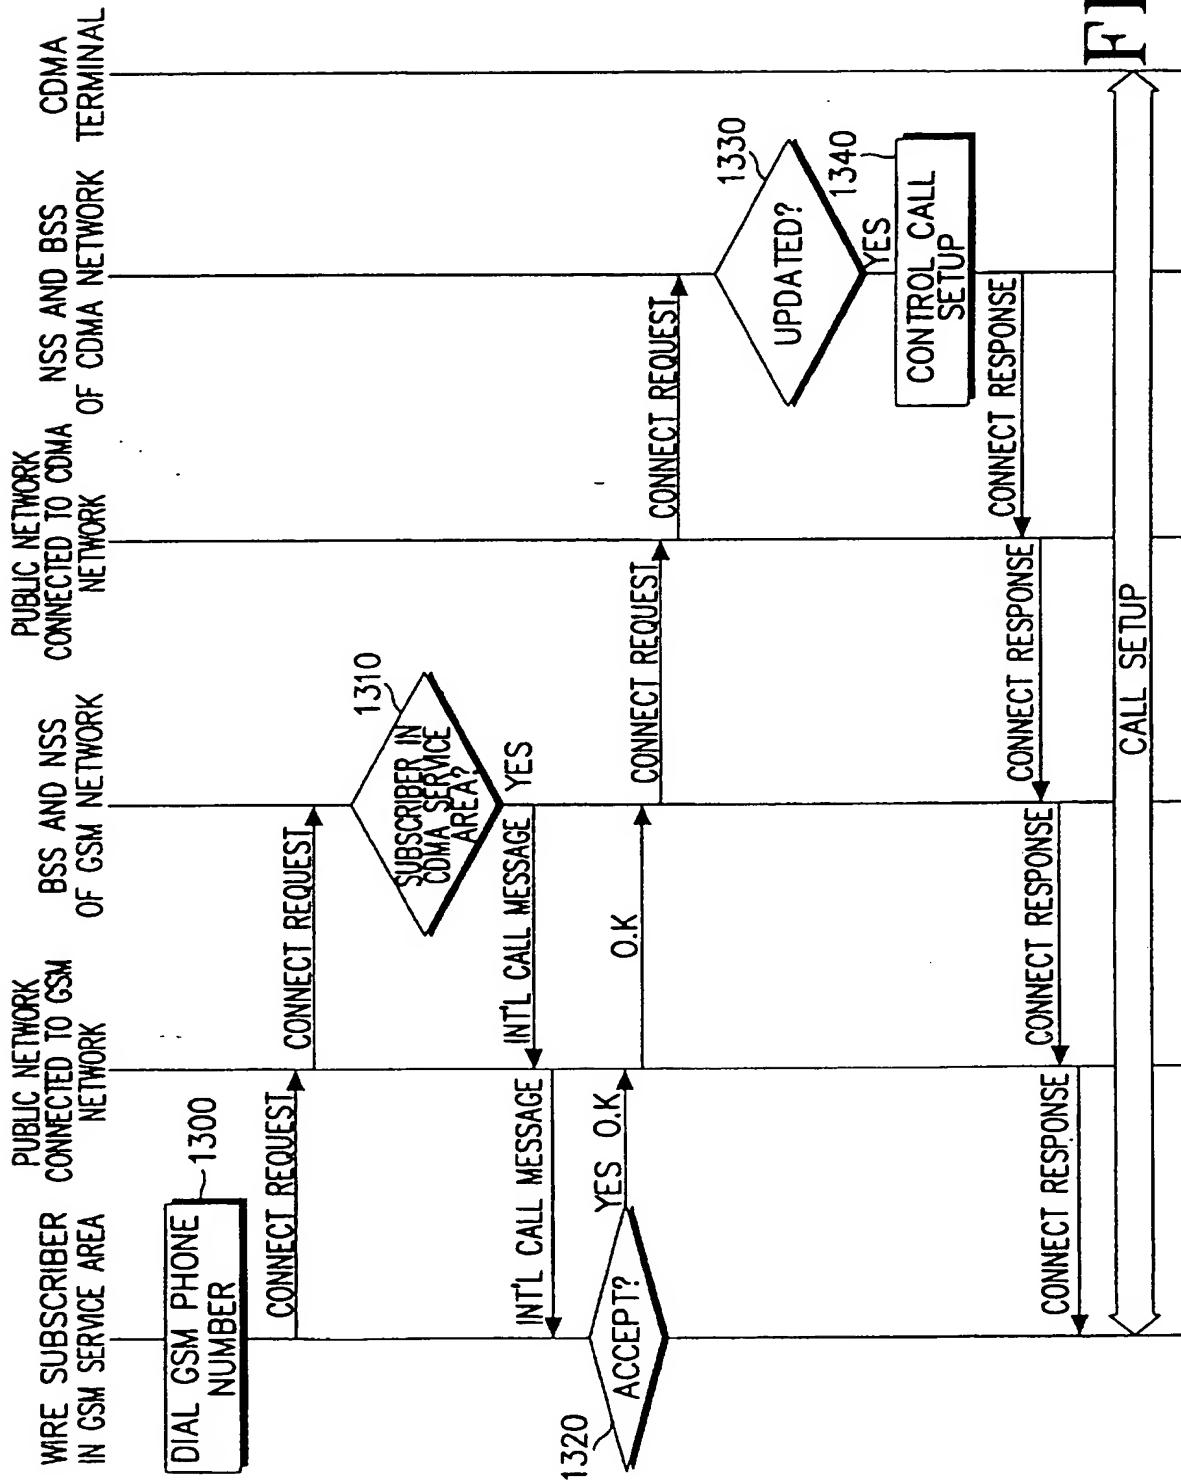 WIRE SUBSCRIBER
IN GSM SERVICE AREA
PUBLIC NETWORK
CONNECTED TO GSM
NETWORK
BSS AND NSS
OF GSM NETWORK
PUBLIC NETWORK
CONNECTED TO CDMA
NETWORK
NSS AND BSS
OF CDMA NETWORK
CDMA
TERMINAL
DIAL GSM PHONE
NUMBER
1300
CONNECT REQUEST
CONNECT REQUEST
SUBSCRIBER IN
CDMA SERVICE
AREA?
1310
YES
INT'L CALL MESSAGE
INT'L CALL MESSAGE
ACCEPT?
1320
YES O.K
O.K
CONNECT REQUEST
CONNECT REQUEST
UPDATED?
1330
YES
1340
CONTROL CALL
SETUP
CONNECT RESPONSE
CONNECT RESPONSE
CONNECT RESPONSE
CONNECT RESPONSE
CALL SETUP